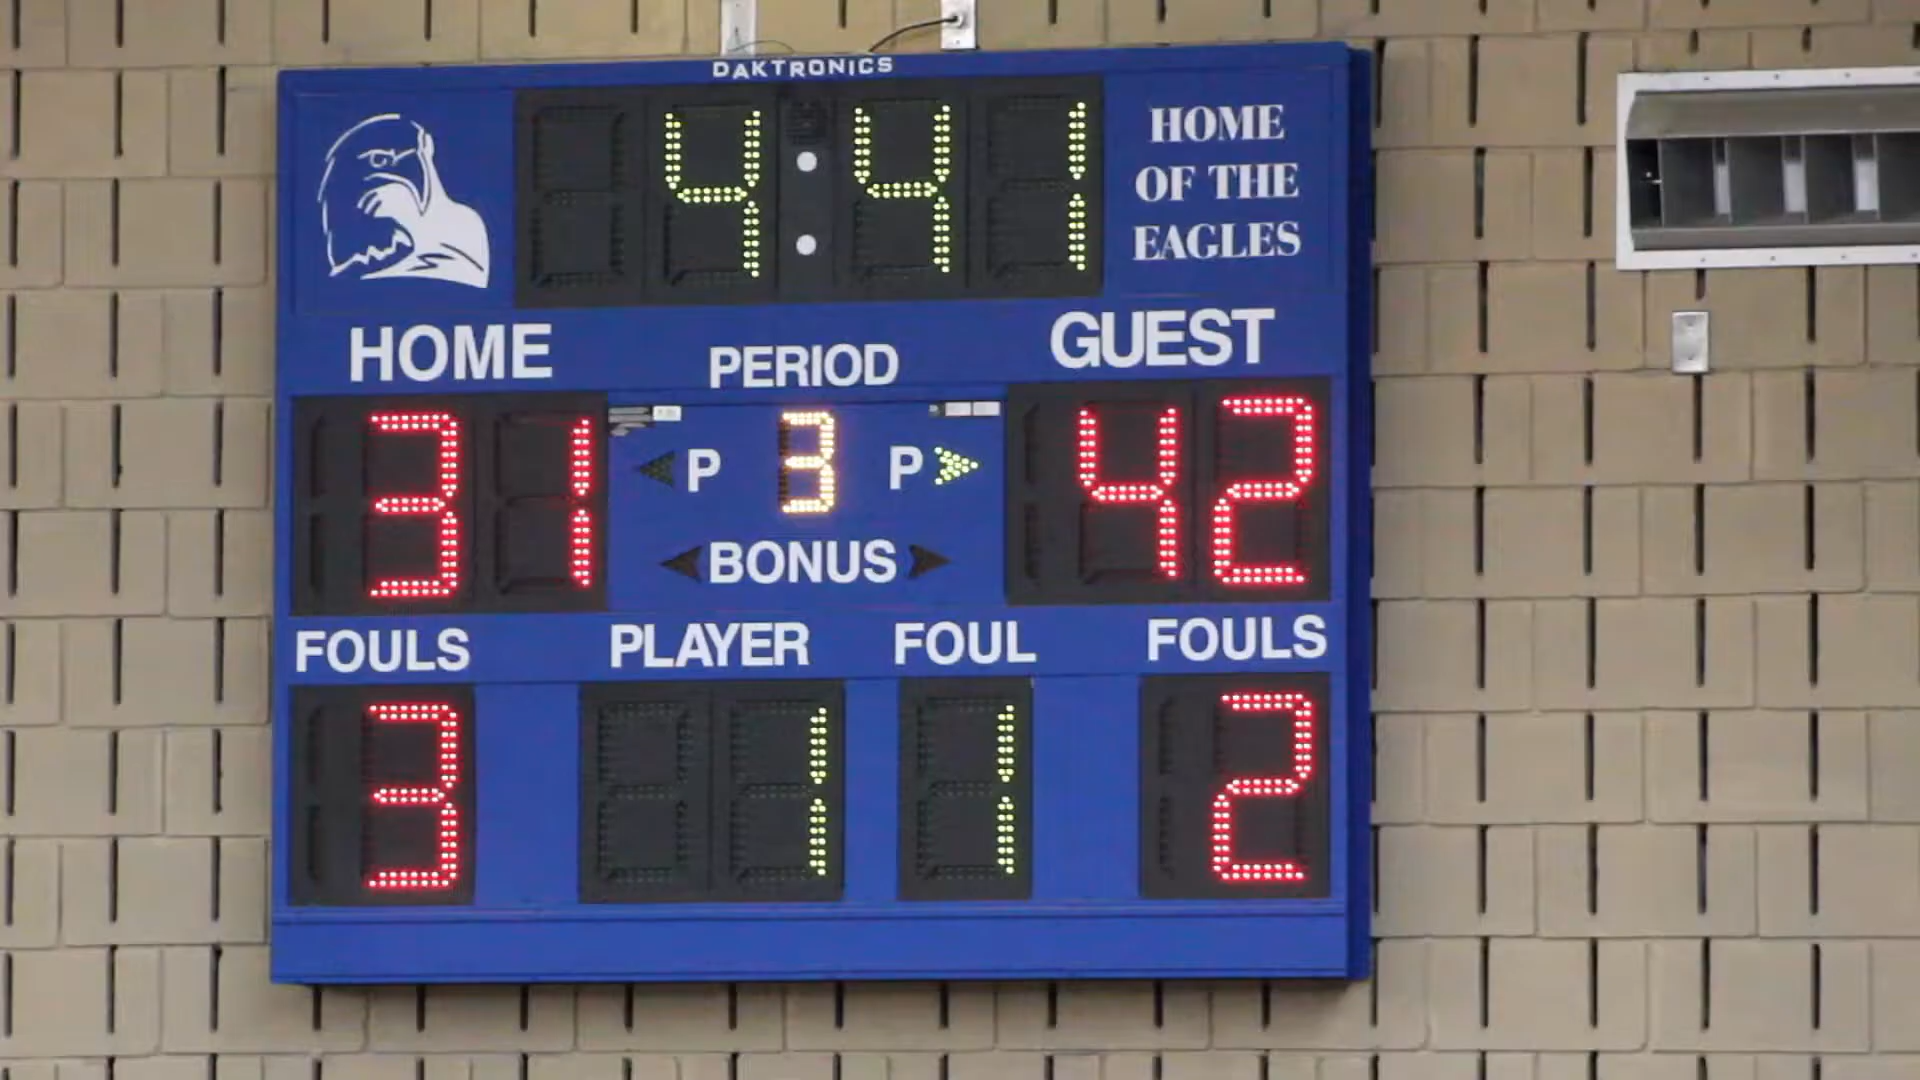 DAKTRONICS
4:41
HOME
OF THE
EAGLES
HOME
PERIOD
GUEST
31
P 3 P
42
BONUS
FOULS
PLAYER
FOUL
FOULS
3
1
1
2